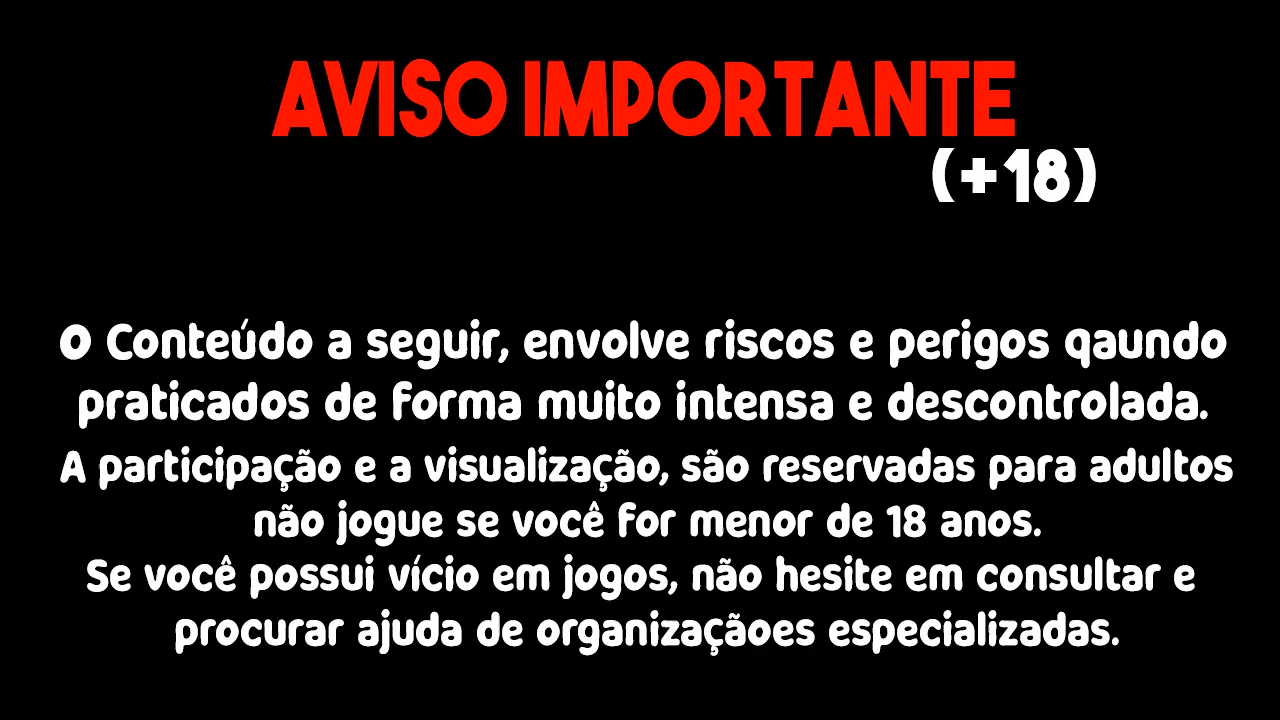 AVISO IMPORTANTE
(+18)
O Conteúdo a seguir, envolve riscos e perigos qaundo
praticados de forma muito intensa e descontrolada.
A participação e a visualização, são reservadas para adultos
não jogue se você for menor de 18 anos.
Se você possui vício em jogos, não hesite em consultar e
procurar ajuda de organizaçãoes especializadas.